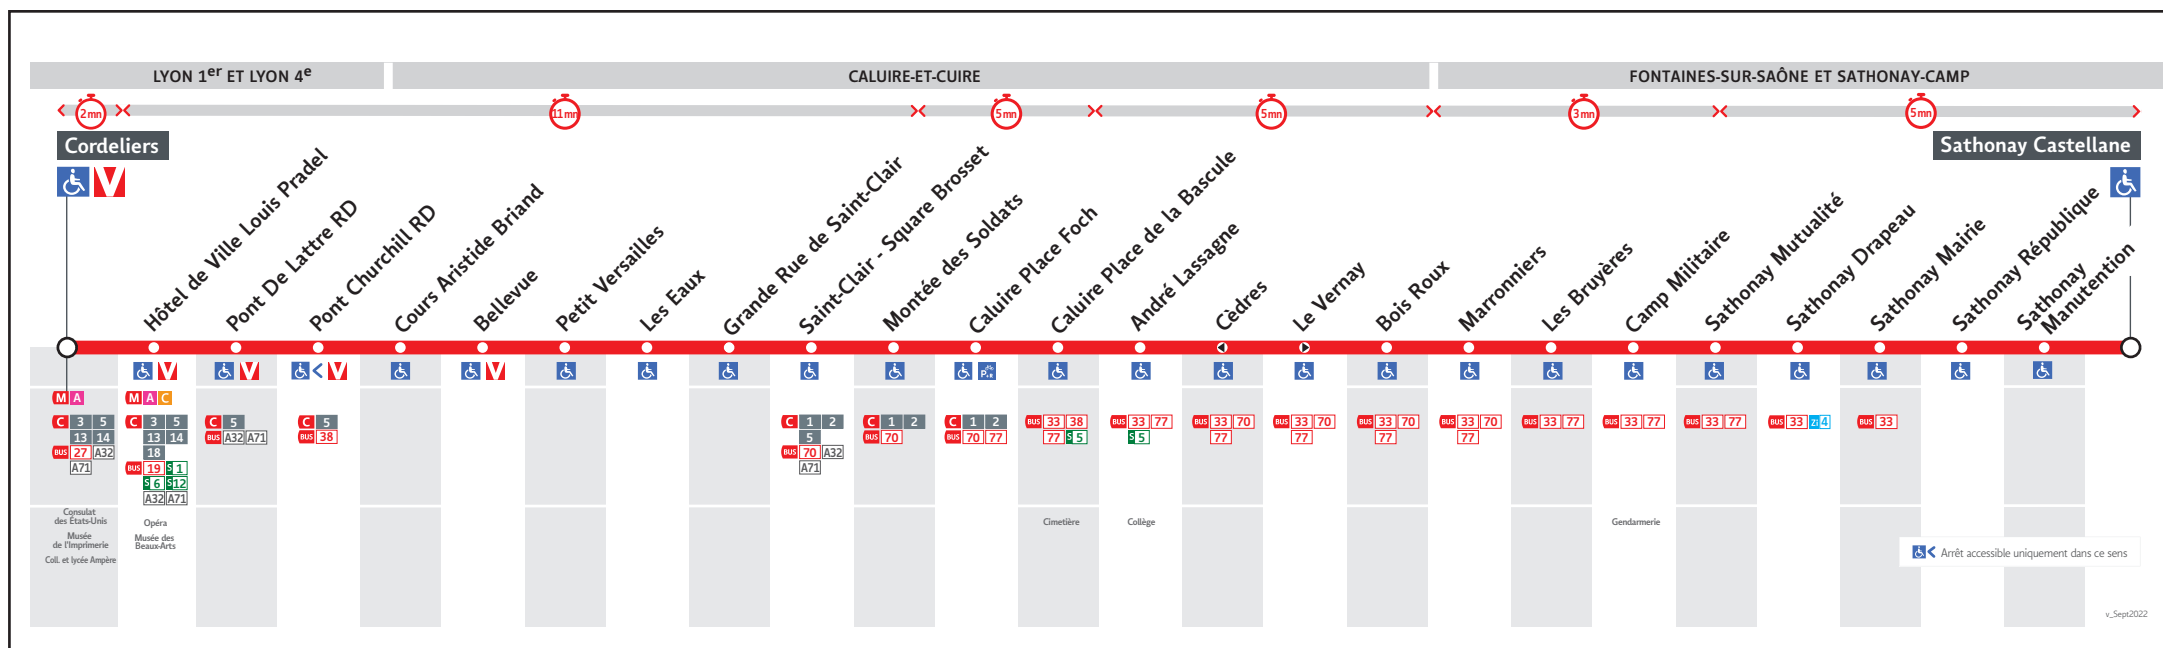 LYON 1er ET LYON 4e
CALUIRE-ET-CUIRE
FONTAINES-SUR-SAÔNE ET SATHONAY-CAMP
2mn
11mn
5mn
5mn
3mn
5mn
Cordeliers
Sathonay Castellane
V
Hôtel de Ville Louis Pradel
Pont De Lattre RD
Pont Churchill RD
Cours Aristide Briand
Bellevue
Petit Versailles
Les Eaux
Grande Rue de Saint-Clair
Saint-Clair - Square Brosset
Montée des Soldats
Caluire Place Foch
Caluire Place de la Bascule
André Lassagne
Cèdres
Le Vernay
Bois Roux
Marronniers
Les Bruyères
Camp Militaire
Sathonay Mutualité
Sathonay Drapeau
Sathonay Mairie
Sathonay République
Sathonay
Manutention
V
V
< V
V
P+R
M A
C 3 5
13 14
BUS 27 A32
A71
M A C
C 3 5
13 14
18
BUS 19 S 1
S 6 S12
A32 A71
C 5
BUS A32 A71
C 5
BUS 38
C 1 2
5
BUS 70 A32
A71
C 1 2
BUS 70
C 1 2
BUS 70 77
BUS 33 38
77 S 5
BUS 33 77
S 5
BUS 33 70
77
BUS 33 70
77
BUS 33 70
77
BUS 33 70
77
BUS 33 77
BUS 33 77
BUS 33 77
BUS 33 Zi 4
BUS 33
Consulat
des États-Unis
Musée
de l'Imprimerie
Coll. et lycée Ampère
Opéra
Musée des
Beaux-Arts
Cimetière
Collège
Gendarmerie
< Arrêt accessible uniquement dans ce sens
v_Sept2022